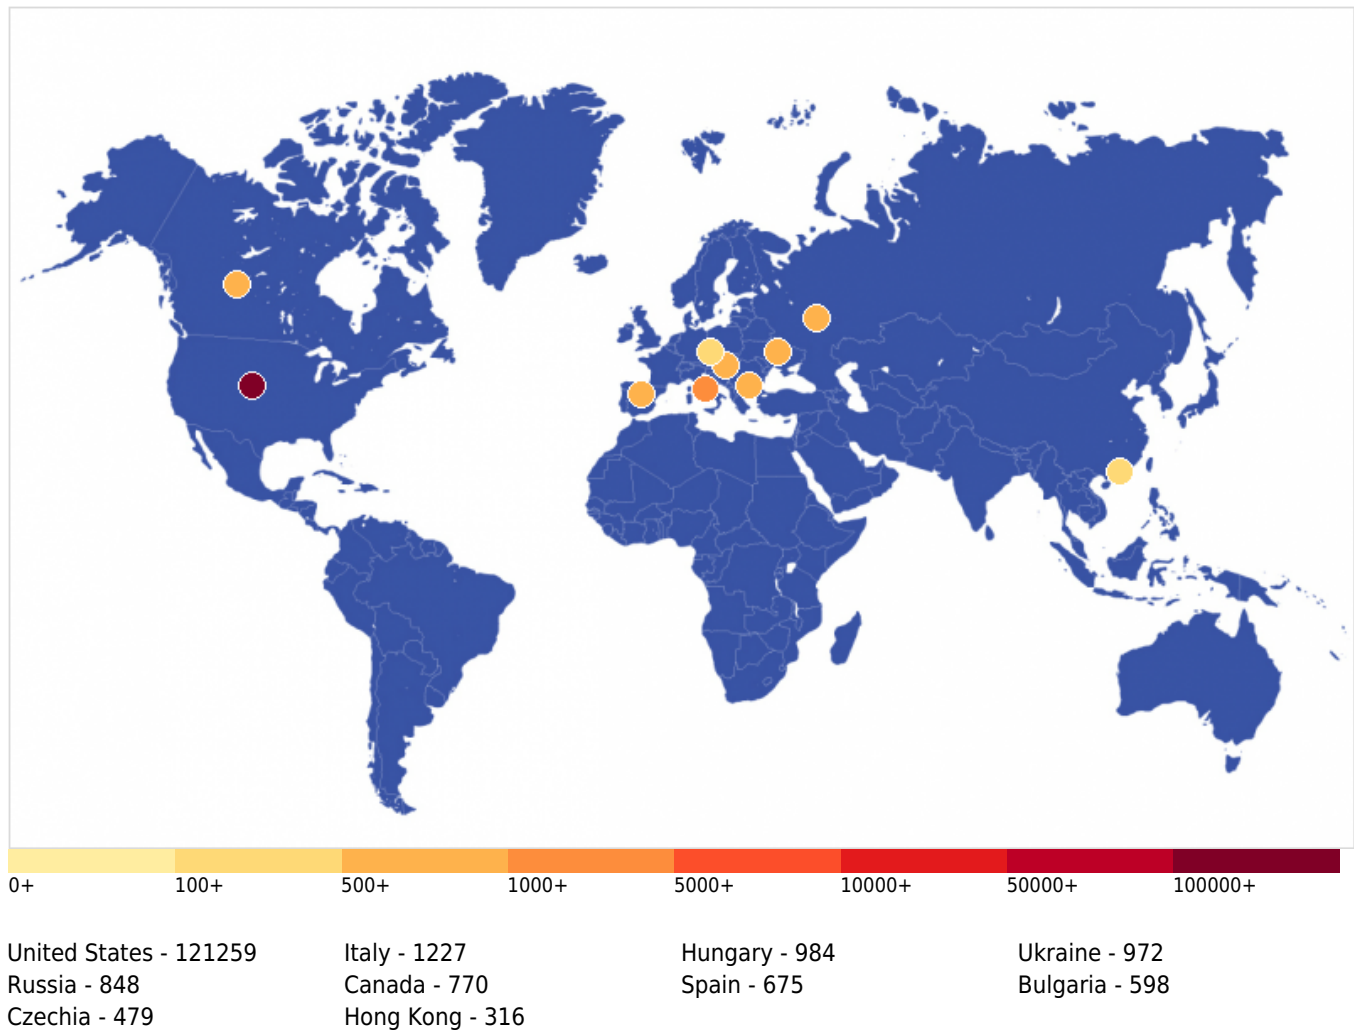 0+ 100+ 500+ 1000+ 5000+ 10000+ 50000+ 100000+
United States - 121259 Italy - 1227 Hungary - 984 Ukraine - 972
Russia - 848 Canada - 770 Spain - 675 Bulgaria - 598
Czechia - 479 Hong Kong - 316